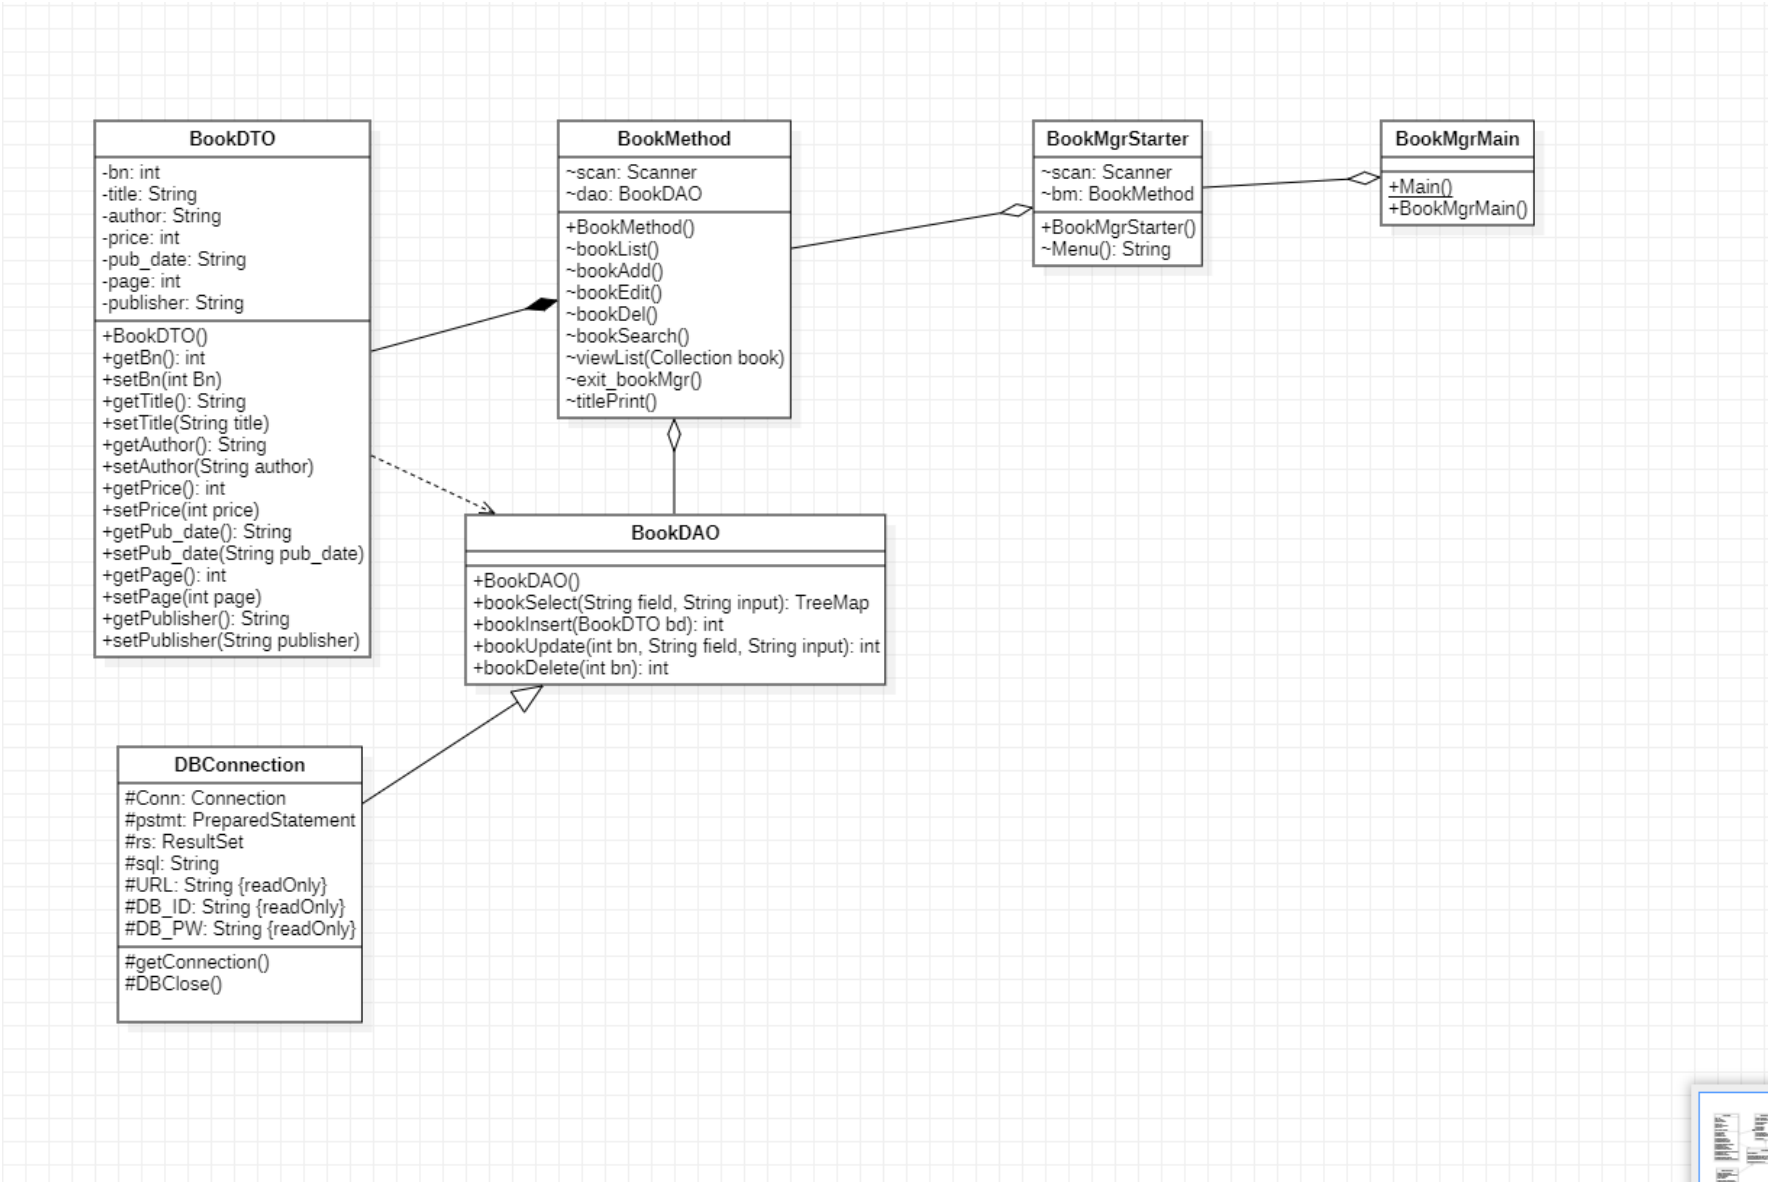 BookDTO
-bn: int
-title: String
-author: String
-price: int
-pub_date: String
-page: int
-publisher: String
+BookDTO()
+getBn(): int
+setBn(int Bn)
+getTitle(): String
+setTitle(String title)
+getAuthor(): String
+setAuthor(String author)
+getPrice(): int
+setPrice(int price)
+getPub_date(): String
+setPub_date(String pub_date)
+getPage(): int
+setPage(int page)
+getPublisher(): String
+setPublisher(String publisher)
BookMethod
~scan: Scanner
~dao: BookDAO
+BookMethod()
~bookList()
~bookAdd()
~bookEdit()
~bookDel()
~bookSearch()
~viewList(Collection book)
~exit_bookMgr()
~titlePrint()
BookMgrStarter
~scan: Scanner
~bm: BookMethod
+BookMgrStarter()
~Menu(): String
BookMgrMain
+Main()
+BookMgrMain()
BookDAO
+BookDAO()
+bookSelect(String field, String input): TreeMap
+bookInsert(BookDTO bd): int
+bookUpdate(int bn, String field, String input): int
+bookDelete(int bn): int
DBConnection
#Conn: Connection
#pstmt: PreparedStatement
#rs: ResultSet
#sql: String
#URL: String {readOnly}
#DB_ID: String {readOnly}
#DB_PW: String {readOnly}
#getConnection()
#DBClose()